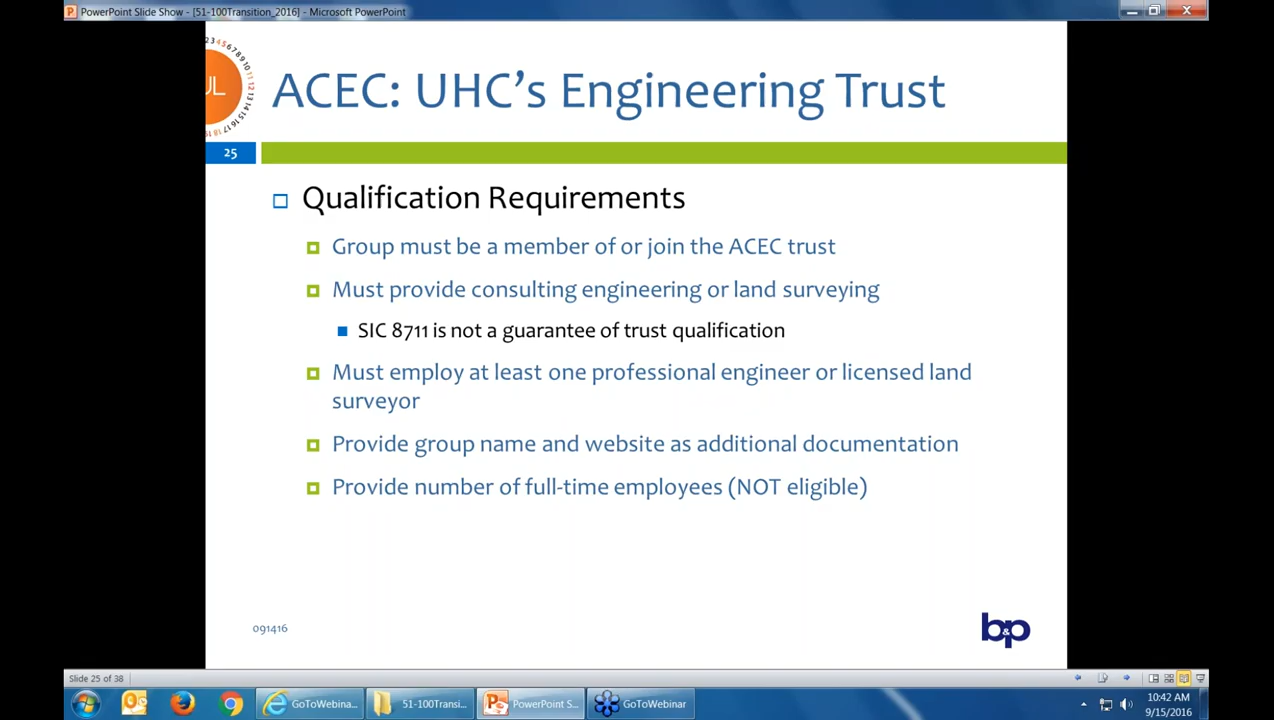 PowerPoint Slide Show - [51-100Transition_2016] - Microsoft PowerPoint
UL
ACEC: UHC's Engineering Trust
25
Qualification Requirements
Group must be a member of or join the ACEC trust
Must provide consulting engineering or land surveying
SIC 8711 is not a guarantee of trust qualification
Must employ at least one professional engineer or licensed land
surveyor
Provide group name and website as additional documentation
Provide number of full-time employees (NOT eligible)
091416
b&p
Slide 25 of 38
GoToWebina...
51-100Transi...
PowerPoint S...
GoToWebinar
10:42 AM
9/15/2016